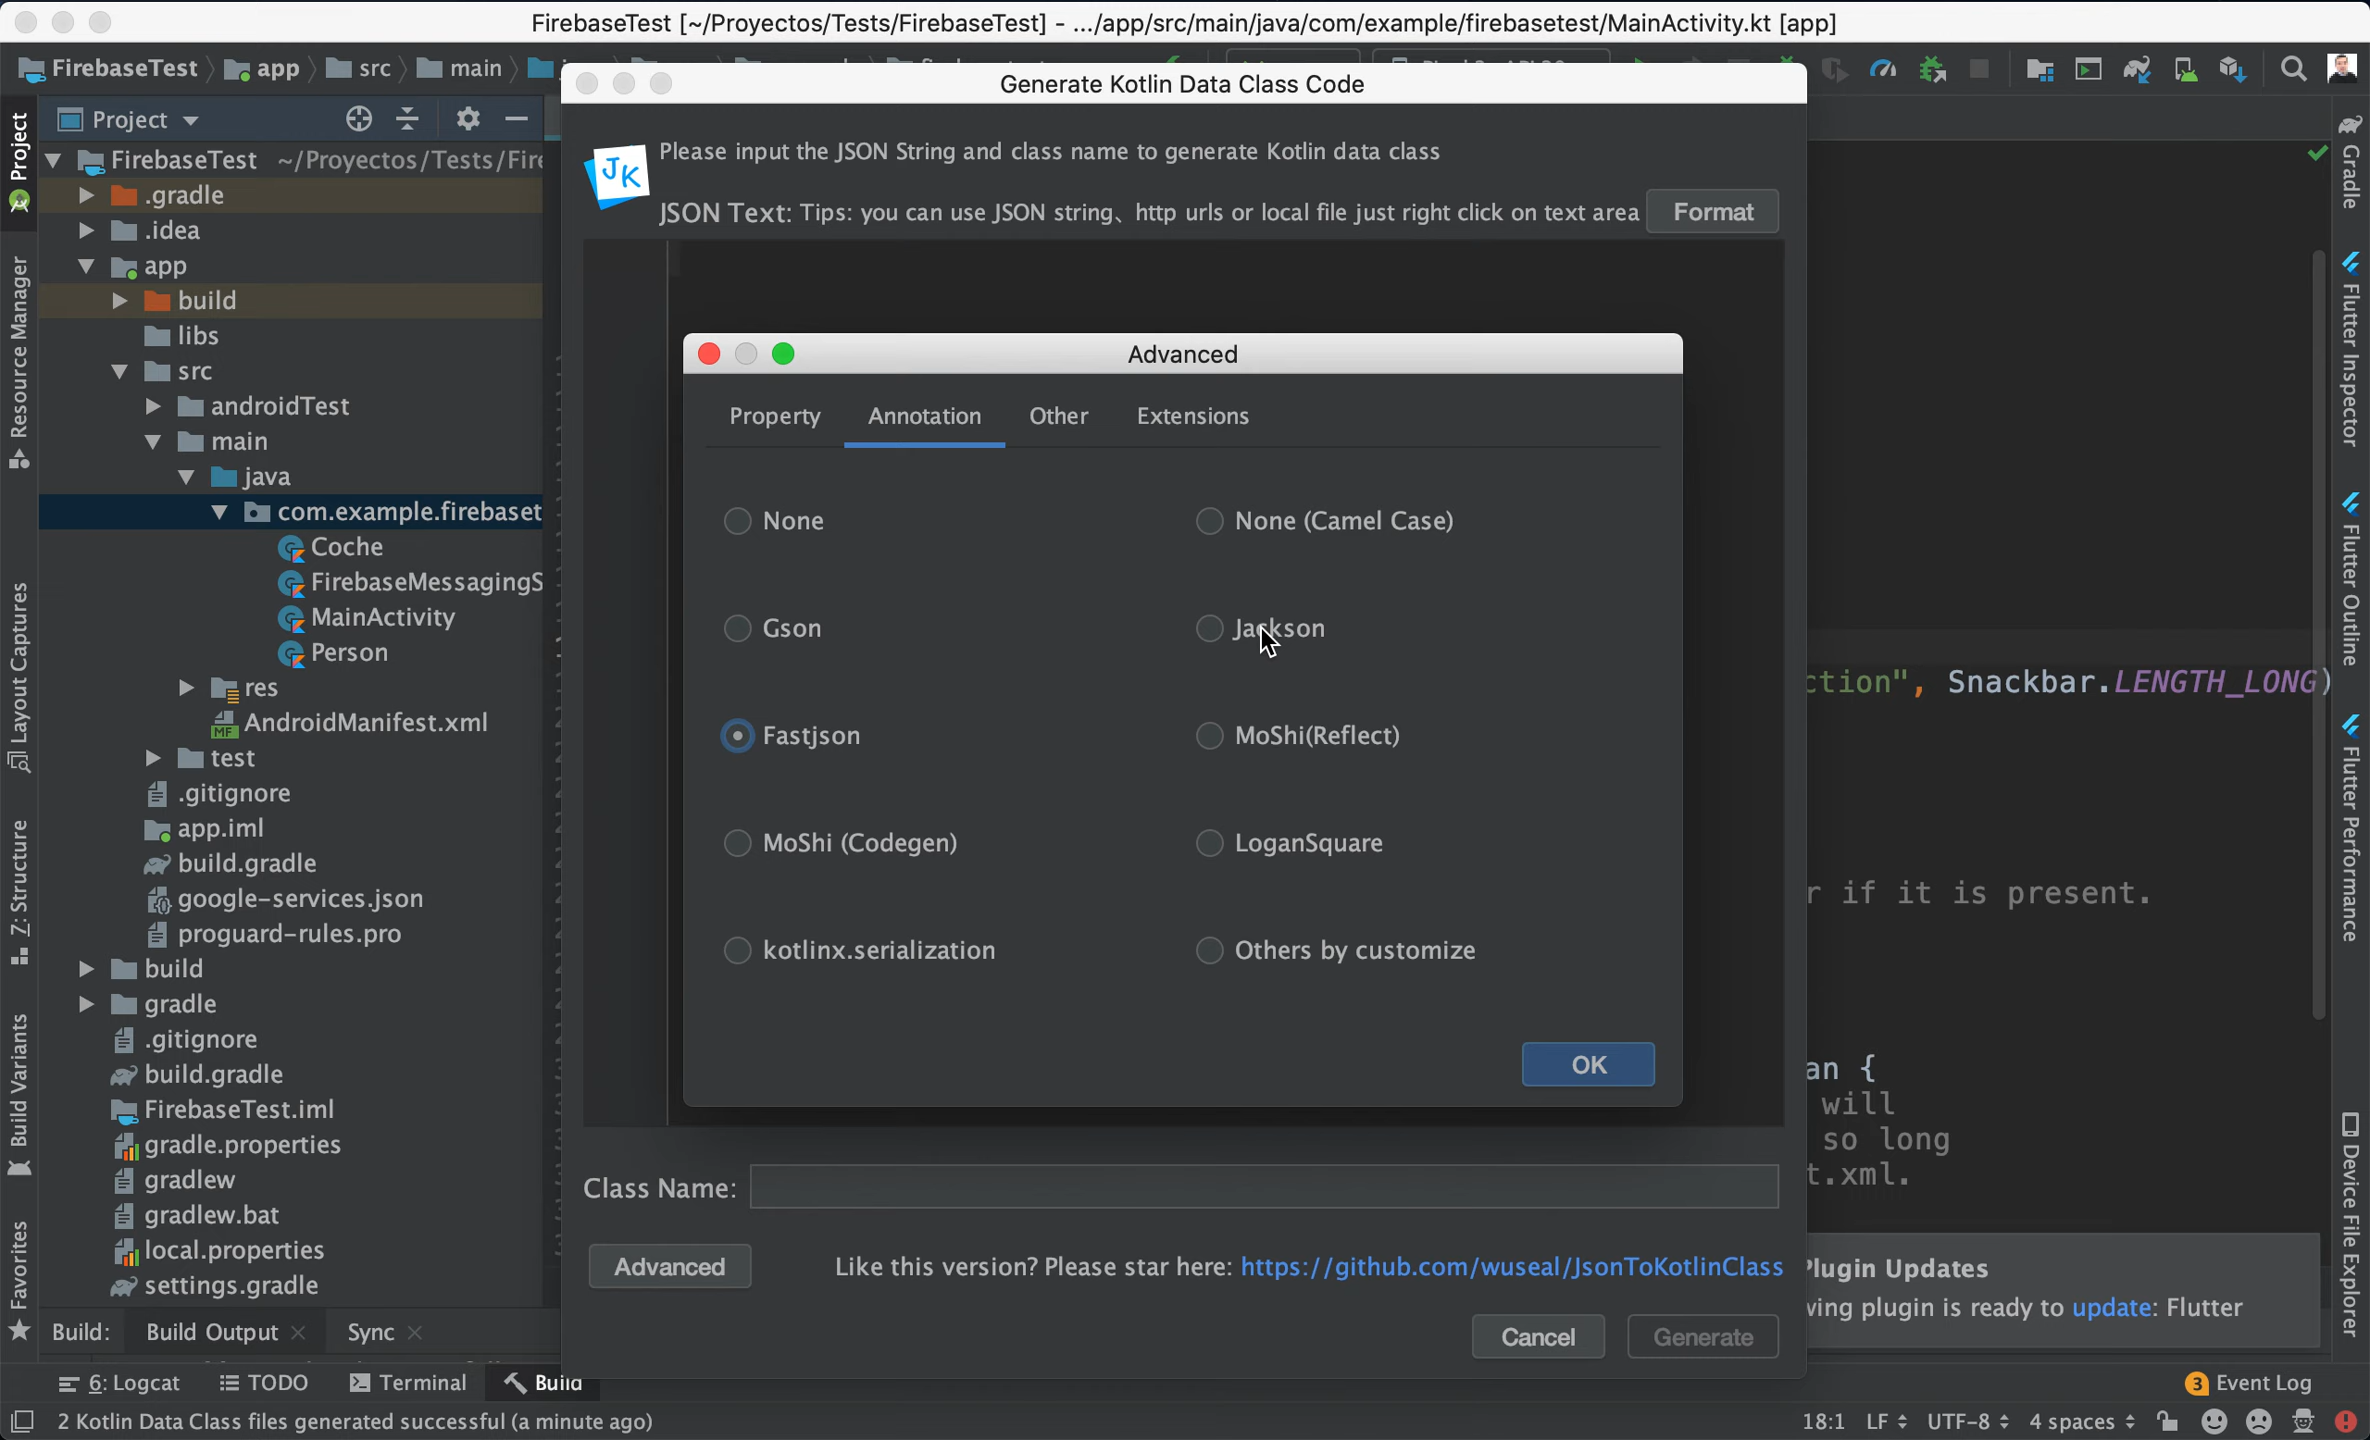 FirebaseTest [~/Proyectos/Tests/FirebaseTest] - .../app/src/main/java/com/example/firebasetest/MainActivity.kt [app]
FirebaseTest
app
src
main
Generate Kotlin Data Class Code
Project
Project
Resource Manager
Layout Captures
Z: Structure
Build Variants
Favorites
FirebaseTest ~/Proyectos/Tests/Fire
.gradle
.idea
app
build
libs
src
androidTest
main
java
com.example.firebaset
Coche
FirebaseMessagingS
MainActivity
Person
res
AndroidManifest.xml
MF
test
.gitignore
app.iml
build.gradle
google-services.json
proguard-rules.pro
build
gradle
.gitignore
build.gradle
FirebaseTest.iml
gradle.properties
gradlew
gradlew.bat
local.properties
settings.gradle
JK
Please input the JSON String and class name to generate Kotlin data class
JSON Text: Tips: you can use JSON string、http urls or local file just right click on text area
Format
Advanced
Property
Annotation
Other
Extensions
None
None (Camel Case)
Gson
Jackson
Fastjson
MoShi(Reflect)
MoShi (Codegen)
LoganSquare
kotlinx.serialization
Others by customize
OK
Class Name:
Advanced
Like this version? Please star here: https://github.com/wuseal/JsonToKotlinClass
Cancel
Generate
ction", Snackbar.LENGTH_LONG)
r if it is present.
an {
will
so long
t.xml.
Plugin Updates
ving plugin is ready to update: Flutter
Gradle
Flutter Inspector
Flutter Outline
Flutter Performance
Device File Explorer
Build:
Build Output
Sync
6: Logcat
TODO
Terminal
Build
3 Event Log
2 Kotlin Data Class files generated successful (a minute ago)
18:1
LF
UTF-8
4 spaces